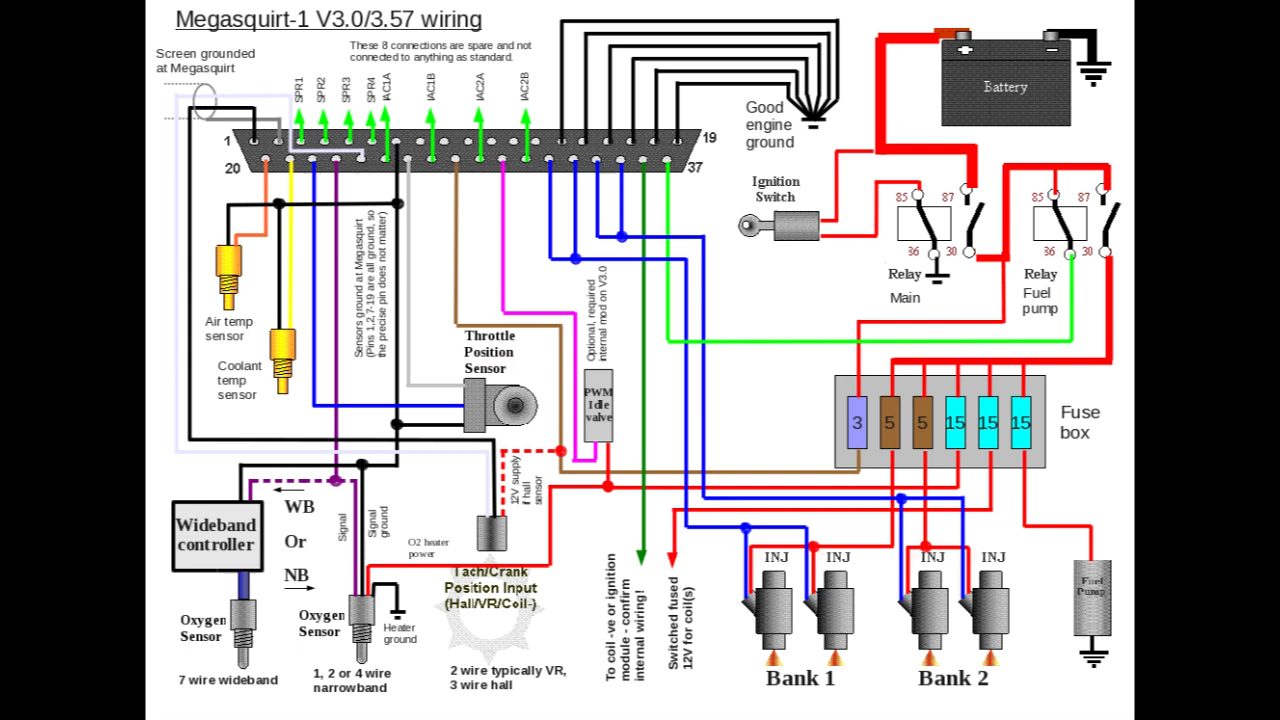 Megasquirt-1 V3.0/3.57 wiring
Screen grounded
at Megasquirt
These 8 connections are spare and not
connected to anything as standard.
SPR1
SPR2
SPR3
SPR4
IAC1A
IAC1B
IAC2A
IAC2B
1
19
20
37
Good
engine
ground
Battery
+
-
Ignition
Switch
85
87
36
30
Relay
Main
85
87
36
30
Relay
Fuel
pump
Air temp
sensor
Coolant
temp
sensor
Sensors ground at Megasquirt
(Pins 1,2,7-19 are all ground, so
the precise pin does not matter)
Throttle
Position
Sensor
Optional, required
internal mod on V3.0
PWM
Idle
valve
3
5
5
15
15
15
Fuse
box
12V supply
if hall
sensor
Wideband
controller
WB
Or
NB
Signal
Signal
ground
O2 heater
power
Tach/Crank
Position Input
(Hall/VR/Coil-)
Oxygen
Sensor
Oxygen
Sensor
Heater
ground
7 wire wideband
1, 2 or 4 wire
narrowband
2 wire typically VR,
3 wire hall
To coil -ve or ignition
module - confirm
internal wiring!
Switched fused
12V for coil(s)
INJ
INJ
INJ
INJ
Bank 1
Bank 2
Fuel
Pump